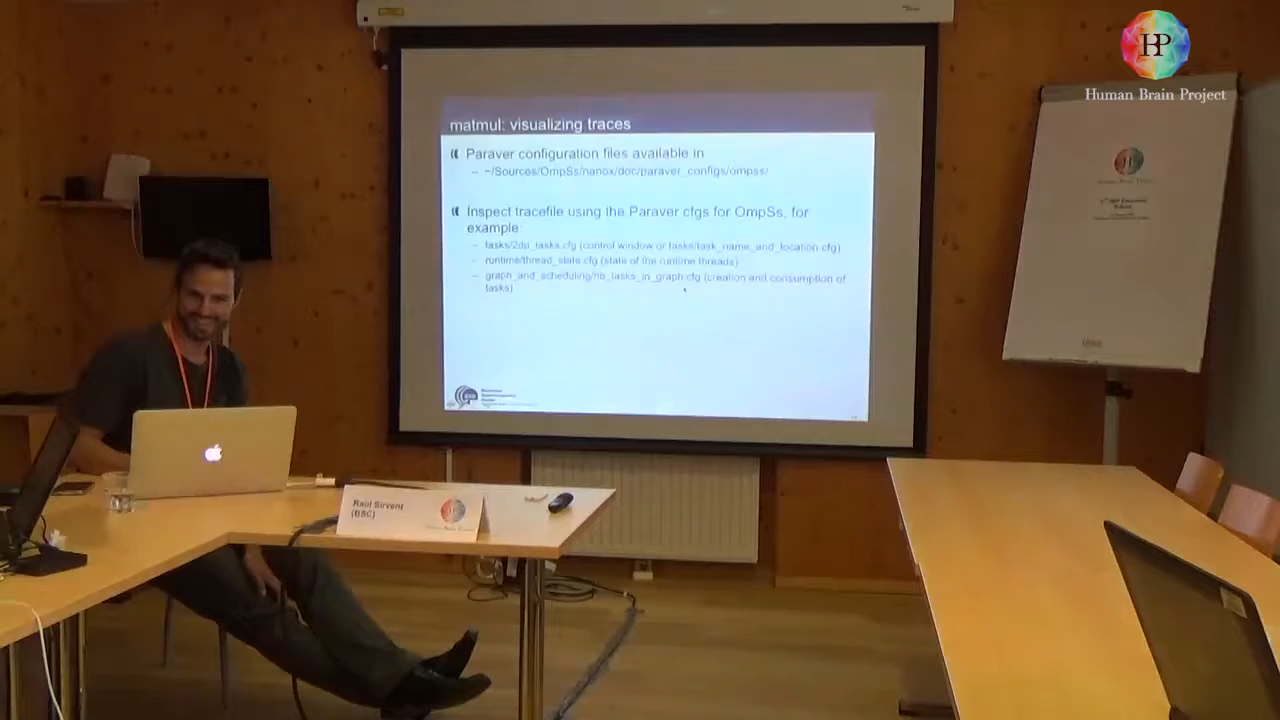 HP
Human Brain Project
matmul: visualizing traces
Paraver configuration files available in
– ~/Sources/OmpSs/nanox/doc/paraver_configs/ompss/
Inspect tracefile using the Paraver cfgs for OmpSs, for
example:
– tasks/2dp_tasks.cfg (control window or tasks/task_name_and_location.cfg)
– runtime/thread_state.cfg (state of the runtime threads)
– graph_and_scheduling/nb_tasks_in_graph.cfg (creation and consumption of
tasks)
Raül Sirvent
(BSC)